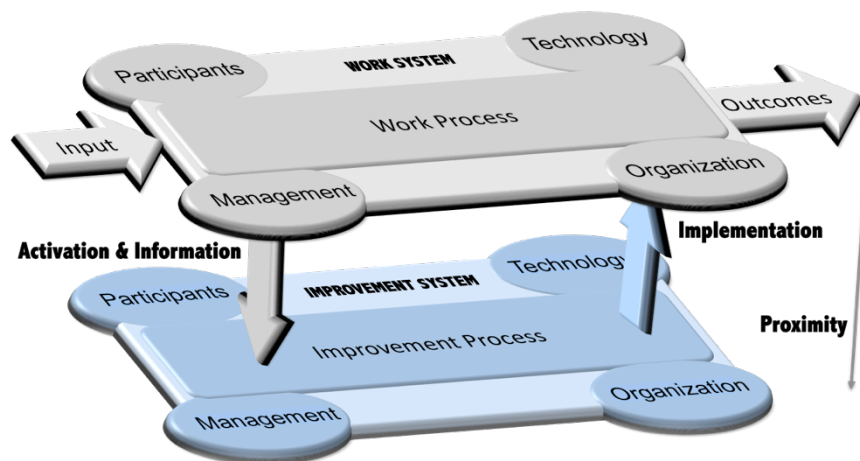 Participants
Technology
WORK SYSTEM
Outcomes
Work Process
Input
Management
Organization
Activation & Information
Implementation
Participants
Technology
IMPROVEMENT SYSTEM
Proximity
Improvement Process
Management
Organization